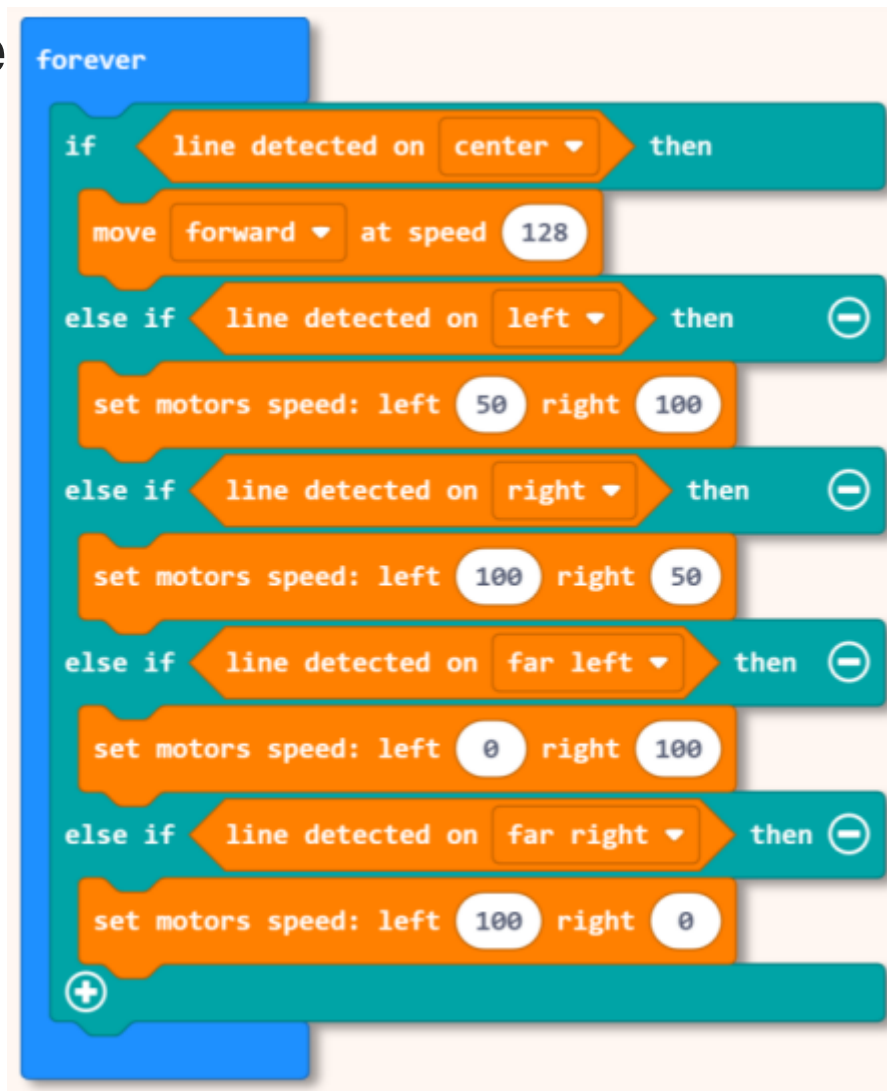 e
forever
if line detected on center then
move forward at speed 128
else if line detected on left then
set motors speed: left 50 right 100
else if line detected on right then
set motors speed: left 100 right 50
else if line detected on far left then
set motors speed: left 0 right 100
else if line detected on far right then
set motors speed: left 100 right 0